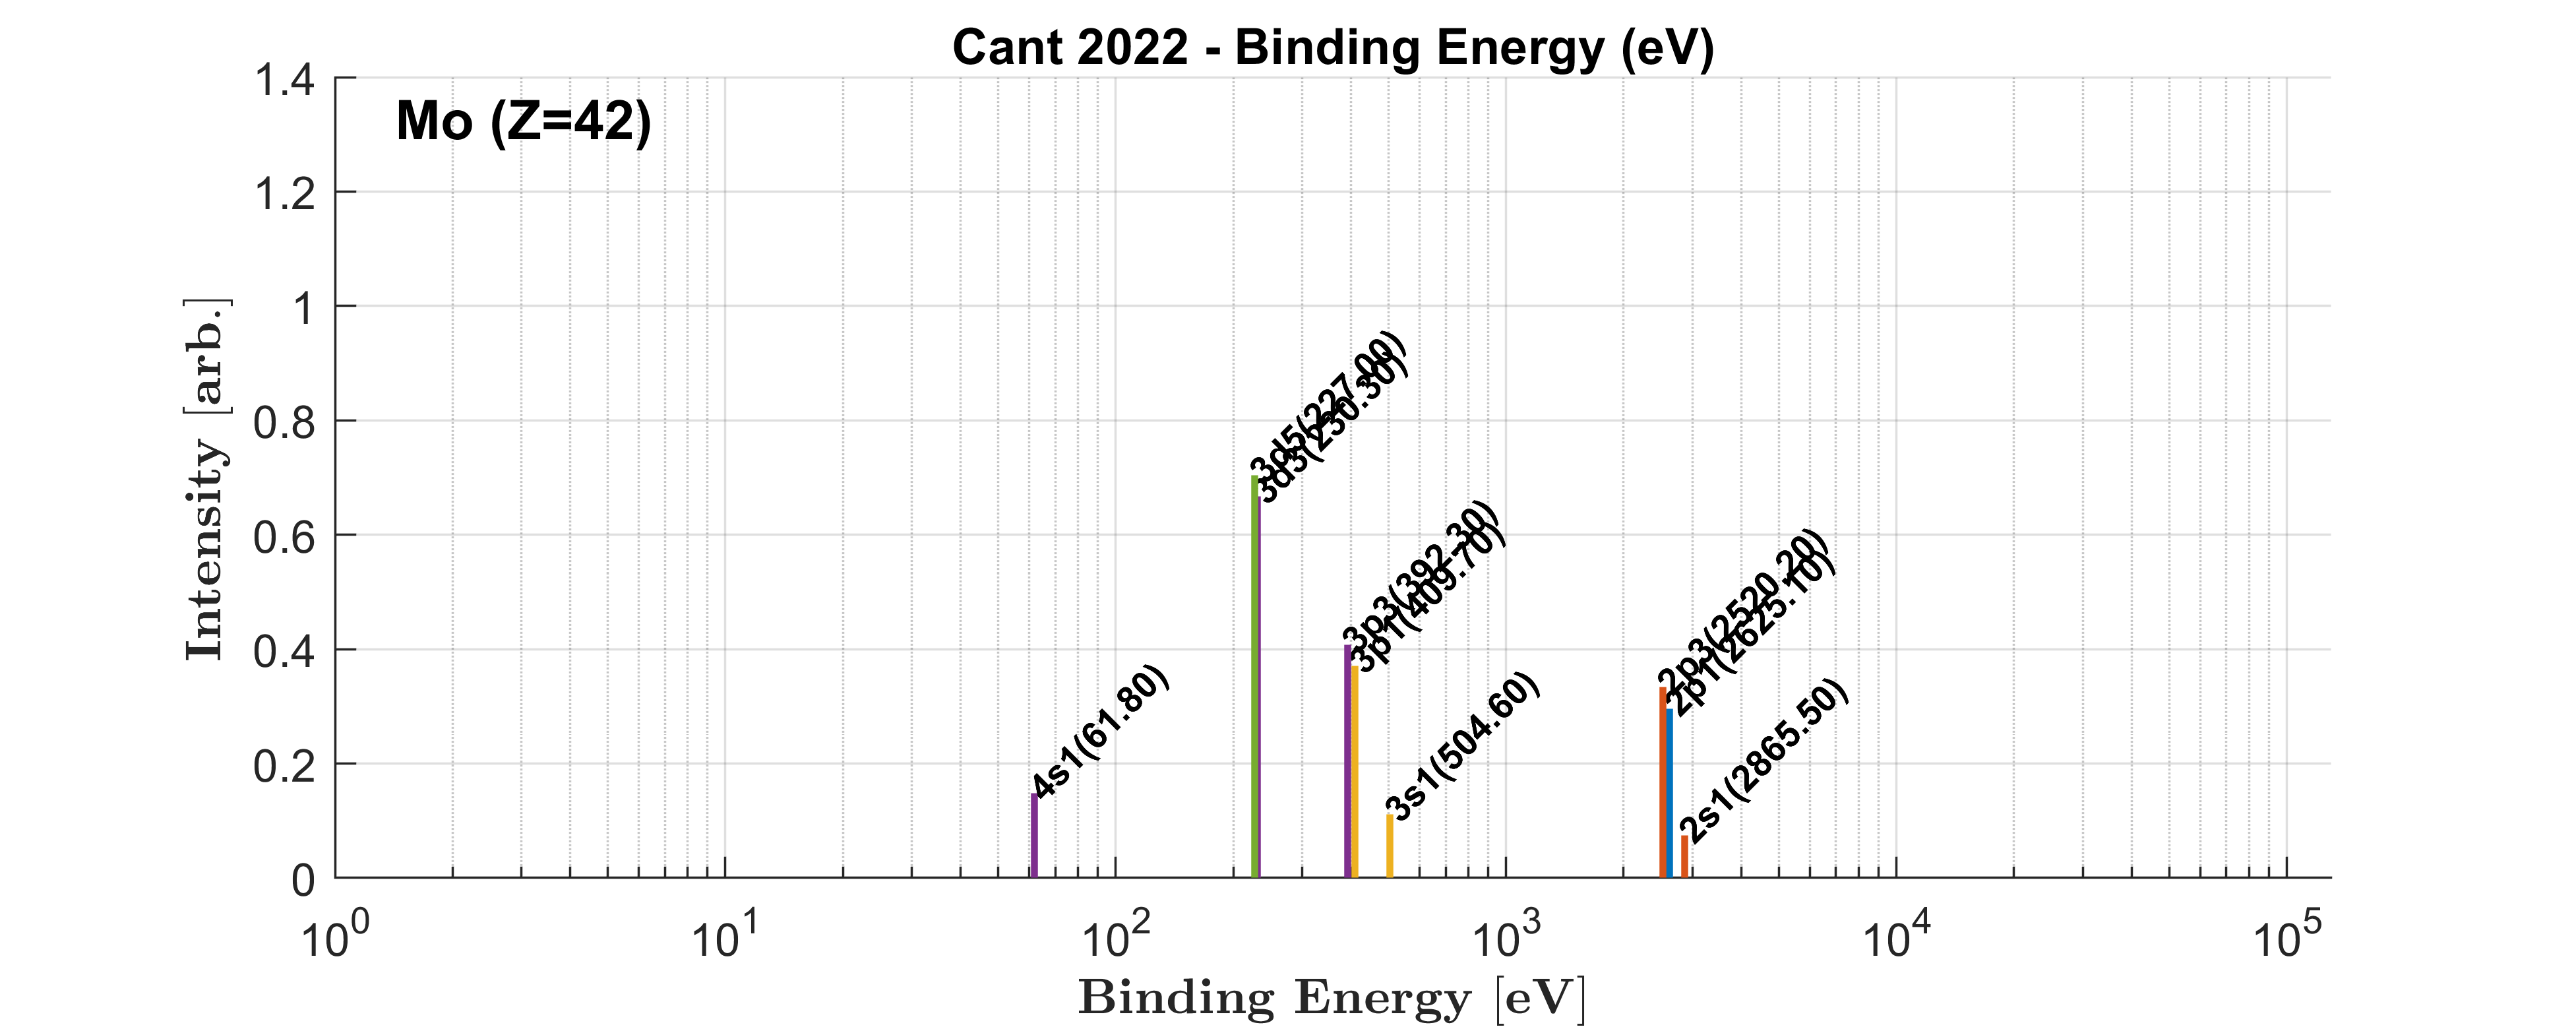 Cant 2022 - Binding Energy (eV)
Mo (Z=42)
1.4
1.2
1
0.8
0.6
0.4
0.2
0
Intensity [arb.]
3d5(227.00)
3d3(230.30)
3p3(392.30)
3p1(409.70)
2p3(2520.20)
2p1(2625.10)
4s1(61.80)
3s1(504.60)
2s1(2865.50)
10^0
10^1
10^2
10^3
10^4
10^5
Binding Energy [eV]